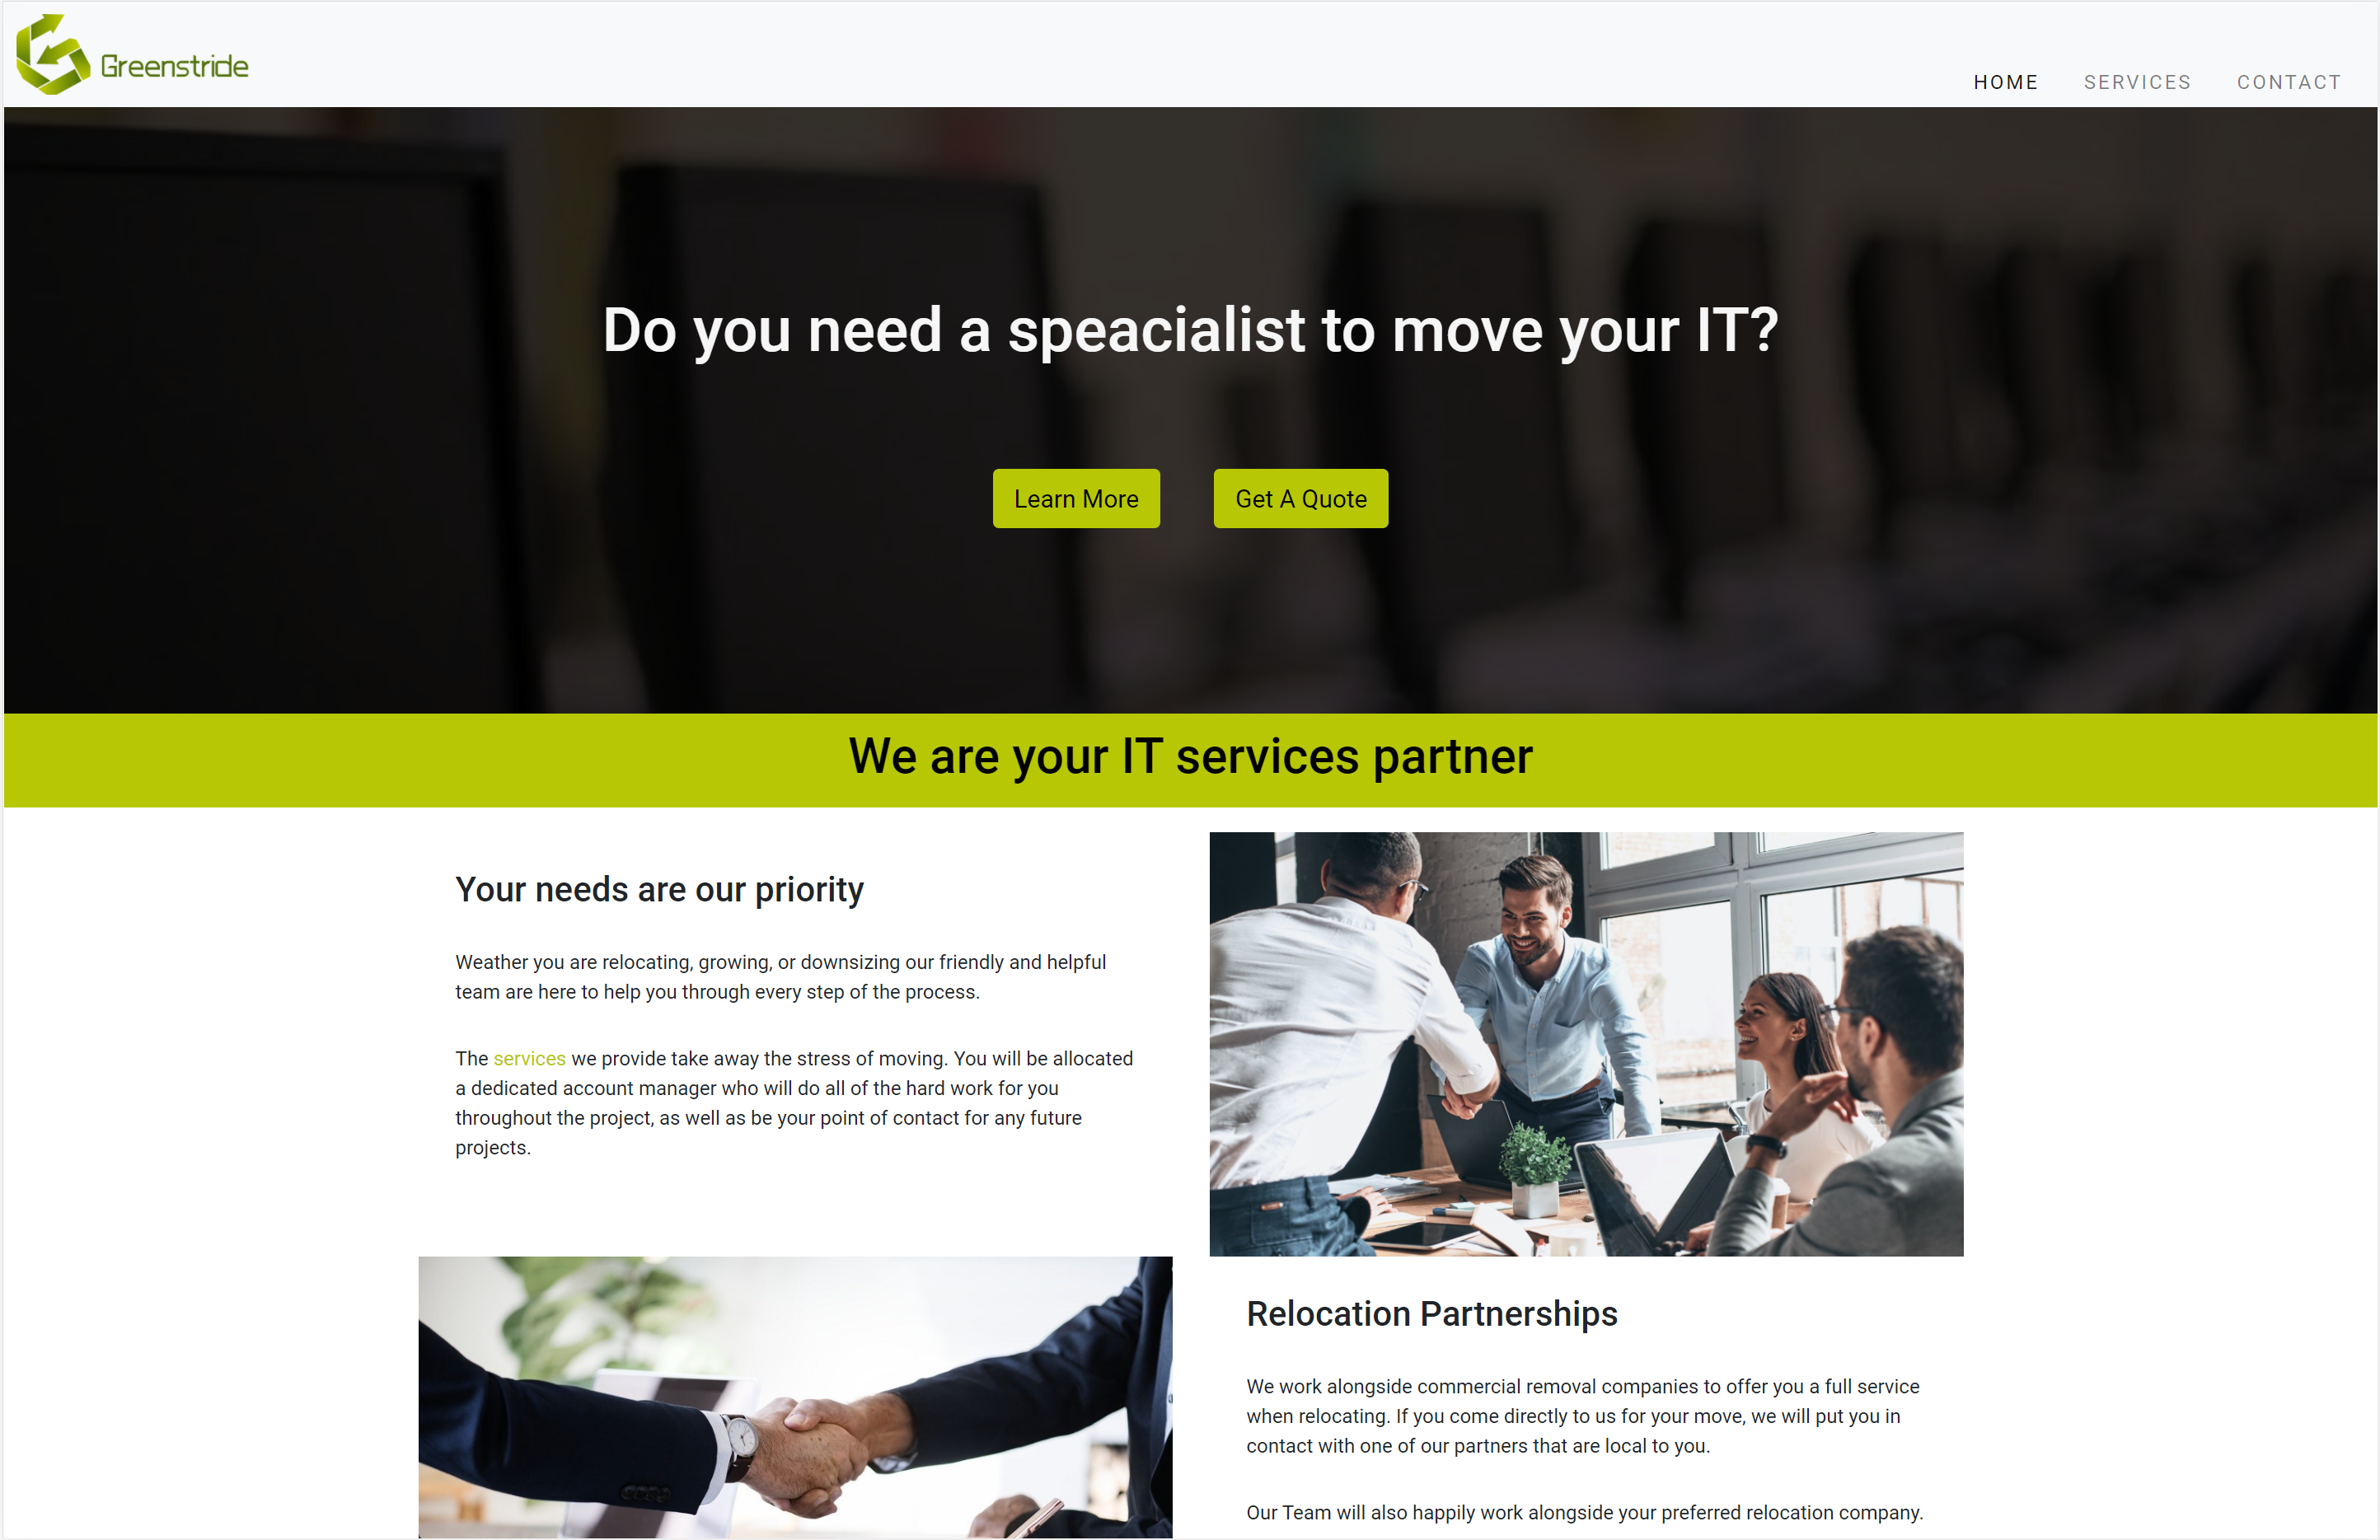 Greenstride
HOME SERVICES CONTACT
Do you need a speacialist to move your IT?
Learn More
Get A Quote
We are your IT services partner
Your needs are our priority
Weather you are relocating, growing, or downsizing our friendly and helpful
team are here to help you through every step of the process.
The services we provide take away the stress of moving. You will be allocated
a dedicated account manager who will do all of the hard work for you
throughout the project, as well as be your point of contact for any future
projects.
Relocation Partnerships
We work alongside commercial removal companies to offer you a full service
when relocating. If you come directly to us for your move, we will put you in
contact with one of our partners that are local to you.
Our Team will also happily work alongside your preferred relocation company.